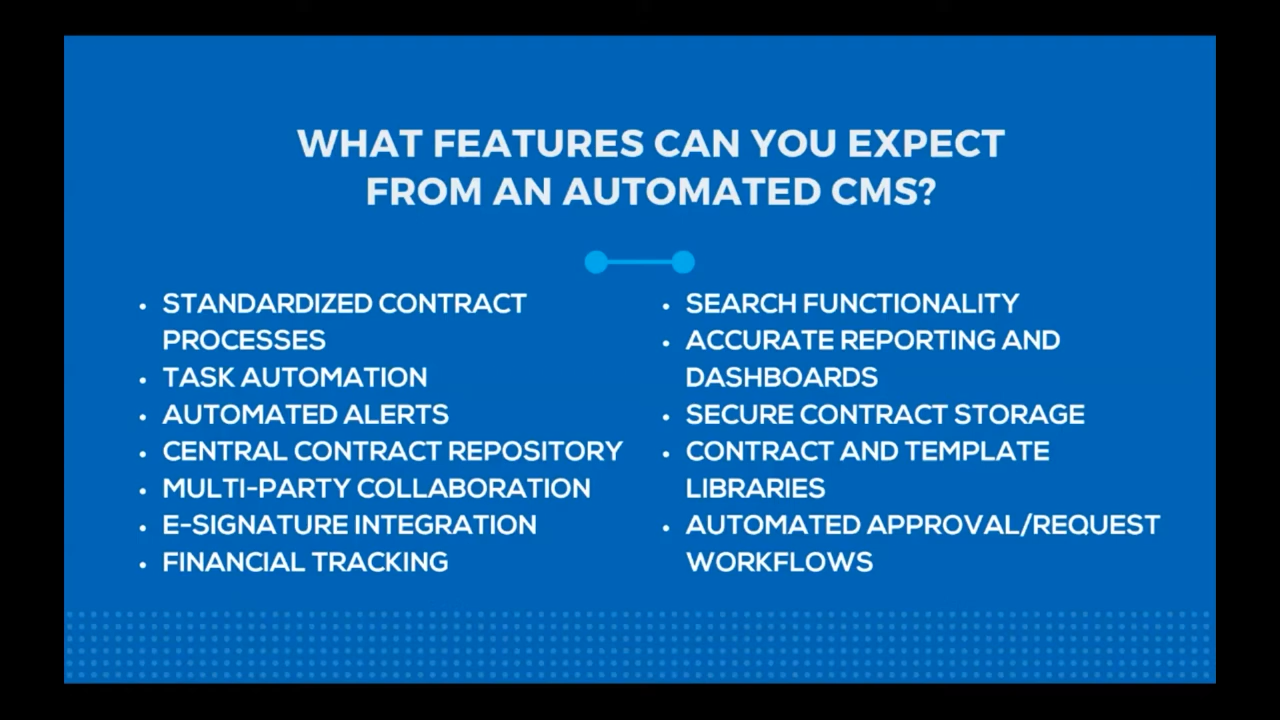 WHAT FEATURES CAN YOU EXPECT
FROM AN AUTOMATED CMS?
• STANDARDIZED CONTRACT
PROCESSES
• TASK AUTOMATION
• AUTOMATED ALERTS
• CENTRAL CONTRACT REPOSITORY
• MULTI-PARTY COLLABORATION
• E-SIGNATURE INTEGRATION
• FINANCIAL TRACKING
• SEARCH FUNCTIONALITY
• ACCURATE REPORTING AND
DASHBOARDS
• SECURE CONTRACT STORAGE
• CONTRACT AND TEMPLATE
LIBRARIES
• AUTOMATED APPROVAL/REQUEST
WORKFLOWS